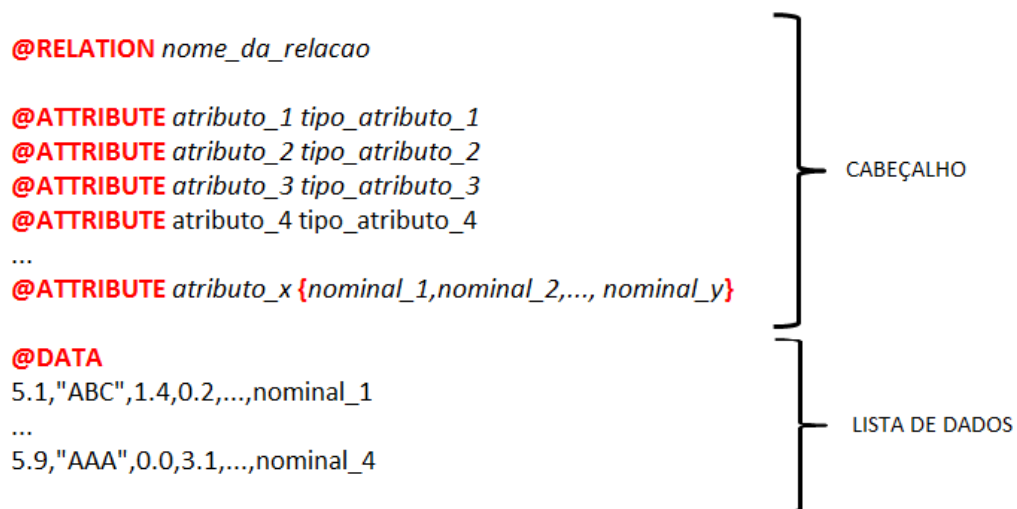 @RELATION nome_da_relacao
@ATTRIBUTE atributo_1 tipo_atributo_1
@ATTRIBUTE atributo_2 tipo_atributo_2
@ATTRIBUTE atributo_3 tipo_atributo_3
@ATTRIBUTE atributo_4 tipo_atributo_4
...
@ATTRIBUTE atributo_x {nominal_1,nominal_2,..., nominal_y}
CABEÇALHO
@DATA
5.1,"ABC",1.4,0.2,...,nominal_1
...
5.9,"AAA",0.0,3.1,...,nominal_4
LISTA DE DADOS